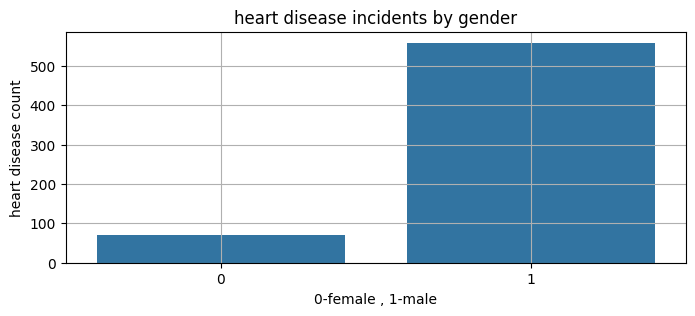 heart disease incidents by gender
heart disease count
500
400
300
200
100
0
0
1
0-female , 1-male